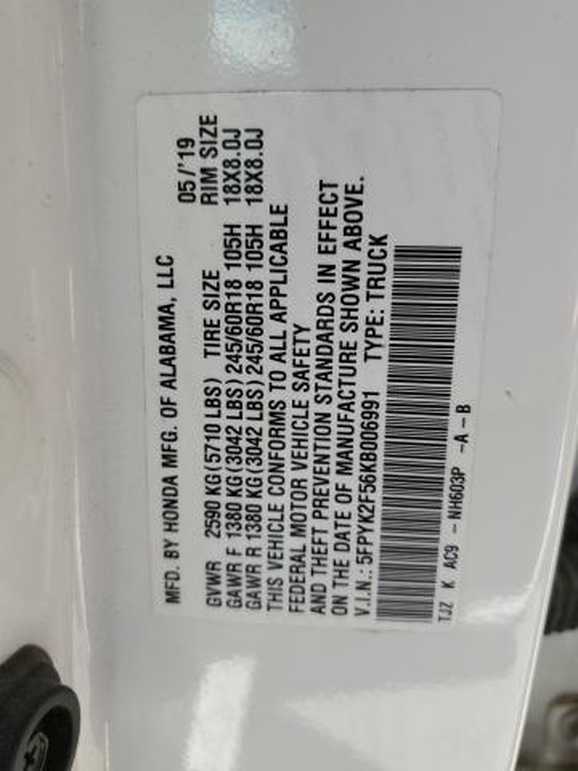 MFD. BY HONDA MFG. OF ALABAMA, LLC 05/'19
GVWR 2590 KG (5710 LBS) TIRE SIZE RIM SIZE
GAWR F 1380 KG (3042 LBS) 245/60R18 105H 18X8.0J
GAWR R 1380 KG (3042 LBS) 245/60R18 105H 18X8.0J
THIS VEHICLE CONFORMS TO ALL APPLICABLE
FEDERAL MOTOR VEHICLE SAFETY
AND THEFT PREVENTION STANDARDS IN EFFECT
ON THE DATE OF MANUFACTURE SHOWN ABOVE.
V.I.N.: 5FPYK2F56KB006991 TYPE: TRUCK
TJZ K AC9 - NH603P -A-B